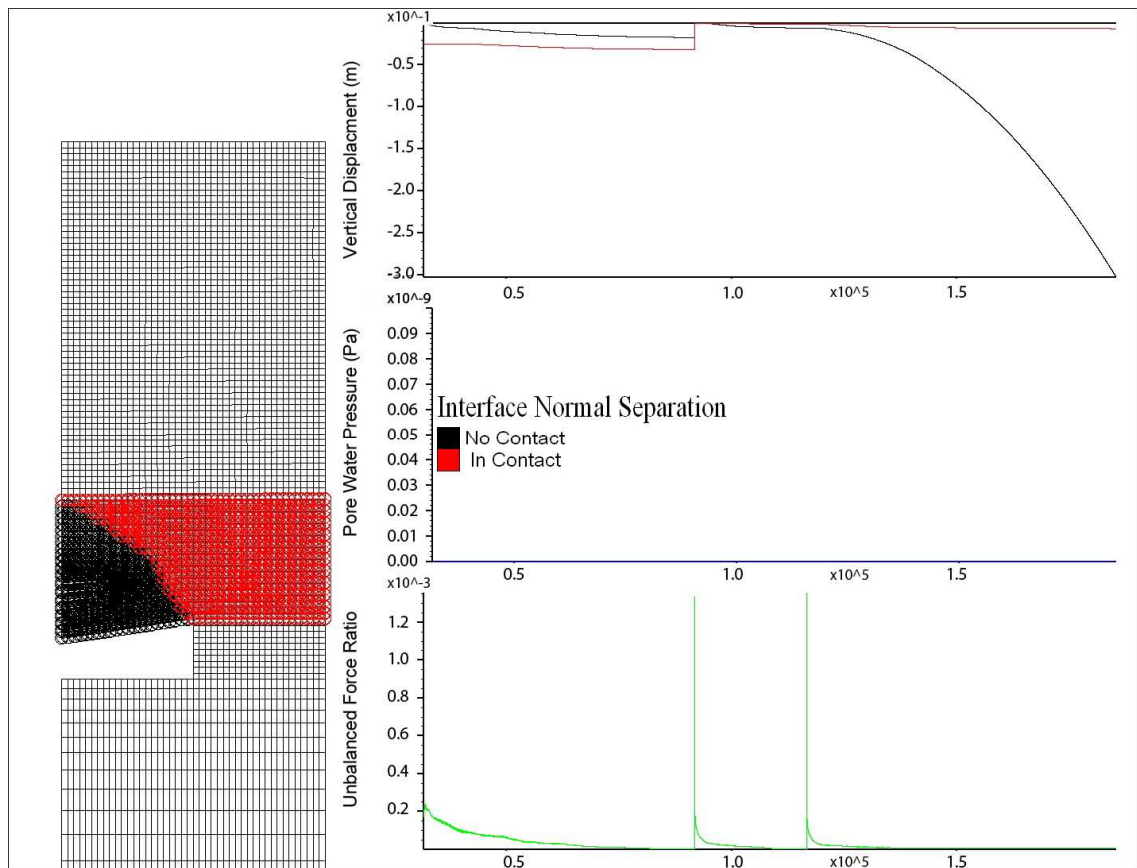 x10^-1
Vertical Displacment (m)
-0.5
-1.0
-1.5
-2.0
-2.5
-3.0
0.5
1.0
x10^5
1.5
x10^-9
Pore Water Pressure (Pa)
0.09
0.08
0.07
0.06
0.05
0.04
0.03
0.02
0.01
0.00
Interface Normal Separation
No Contact
In Contact
0.5
1.0
x10^5
1.5
x10^-3
Unbalanced Force Ratio
1.2
1.0
0.8
0.6
0.4
0.2
0.5
1.0
x10^5
1.5